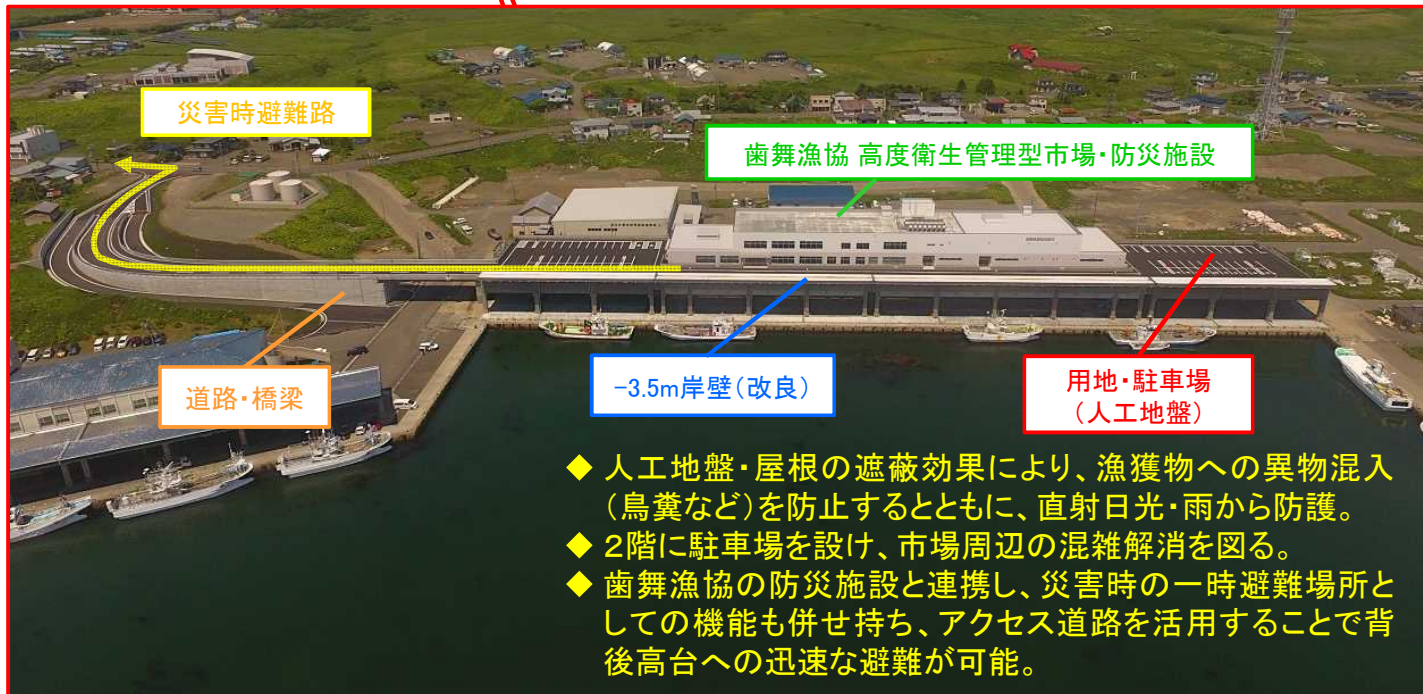 災害時避難路
歯舞漁協 高度衛生管理型市場・防災施設
道路・橋梁
-3.5m岸壁(改良)
用地・駐車場
(人工地盤)
◆ 人工地盤・屋根の遮蔽効果により、漁獲物への異物混入
(鳥糞など)を防止するとともに、直射日光・雨から防護。
◆ 2階に駐車場を設け、市場周辺の混雑解消を図る。
◆ 歯舞漁協の防災施設と連携し、災害時の一時避難場所と
しての機能も併せ持ち、アクセス道路を活用することで背
後高台への迅速な避難が可能。